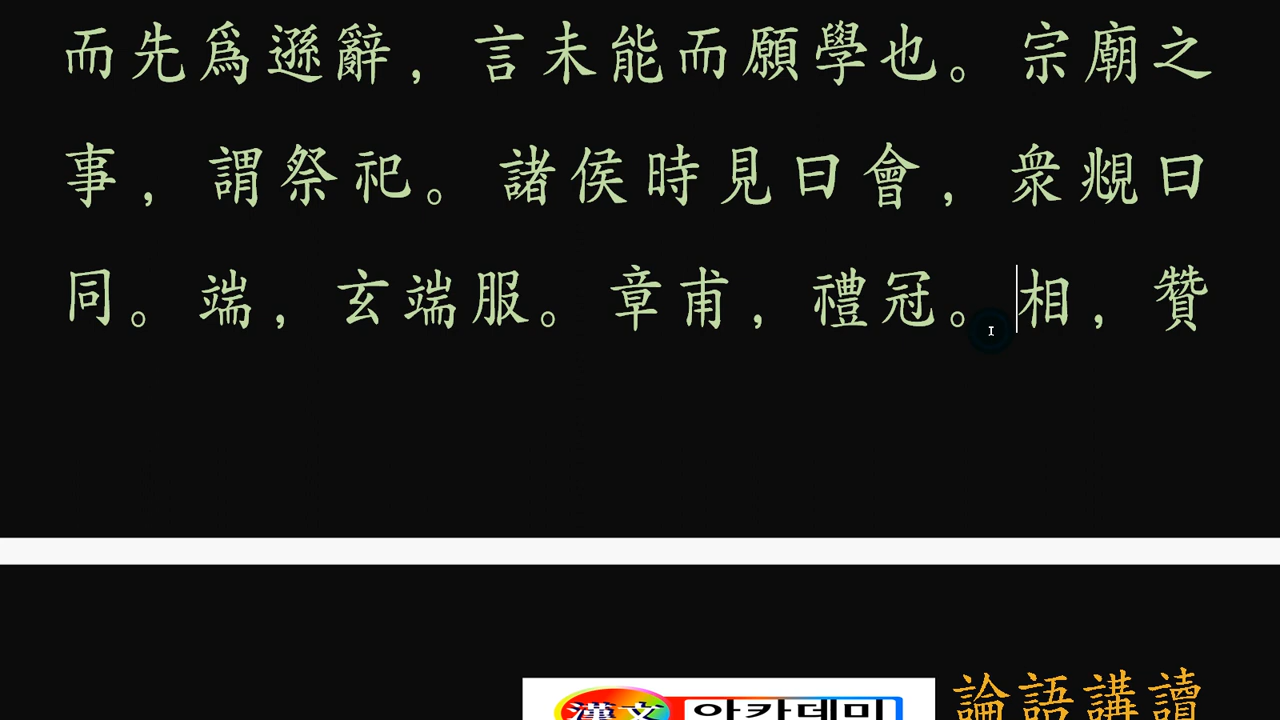 而先爲遜辭，言未能而願學也。宗廟之
事，謂祭祀。諸侯時見曰會，衆覜曰
同。端，玄端服。章甫，禮冠。相，贊
漢文 아카데미
論語講讀